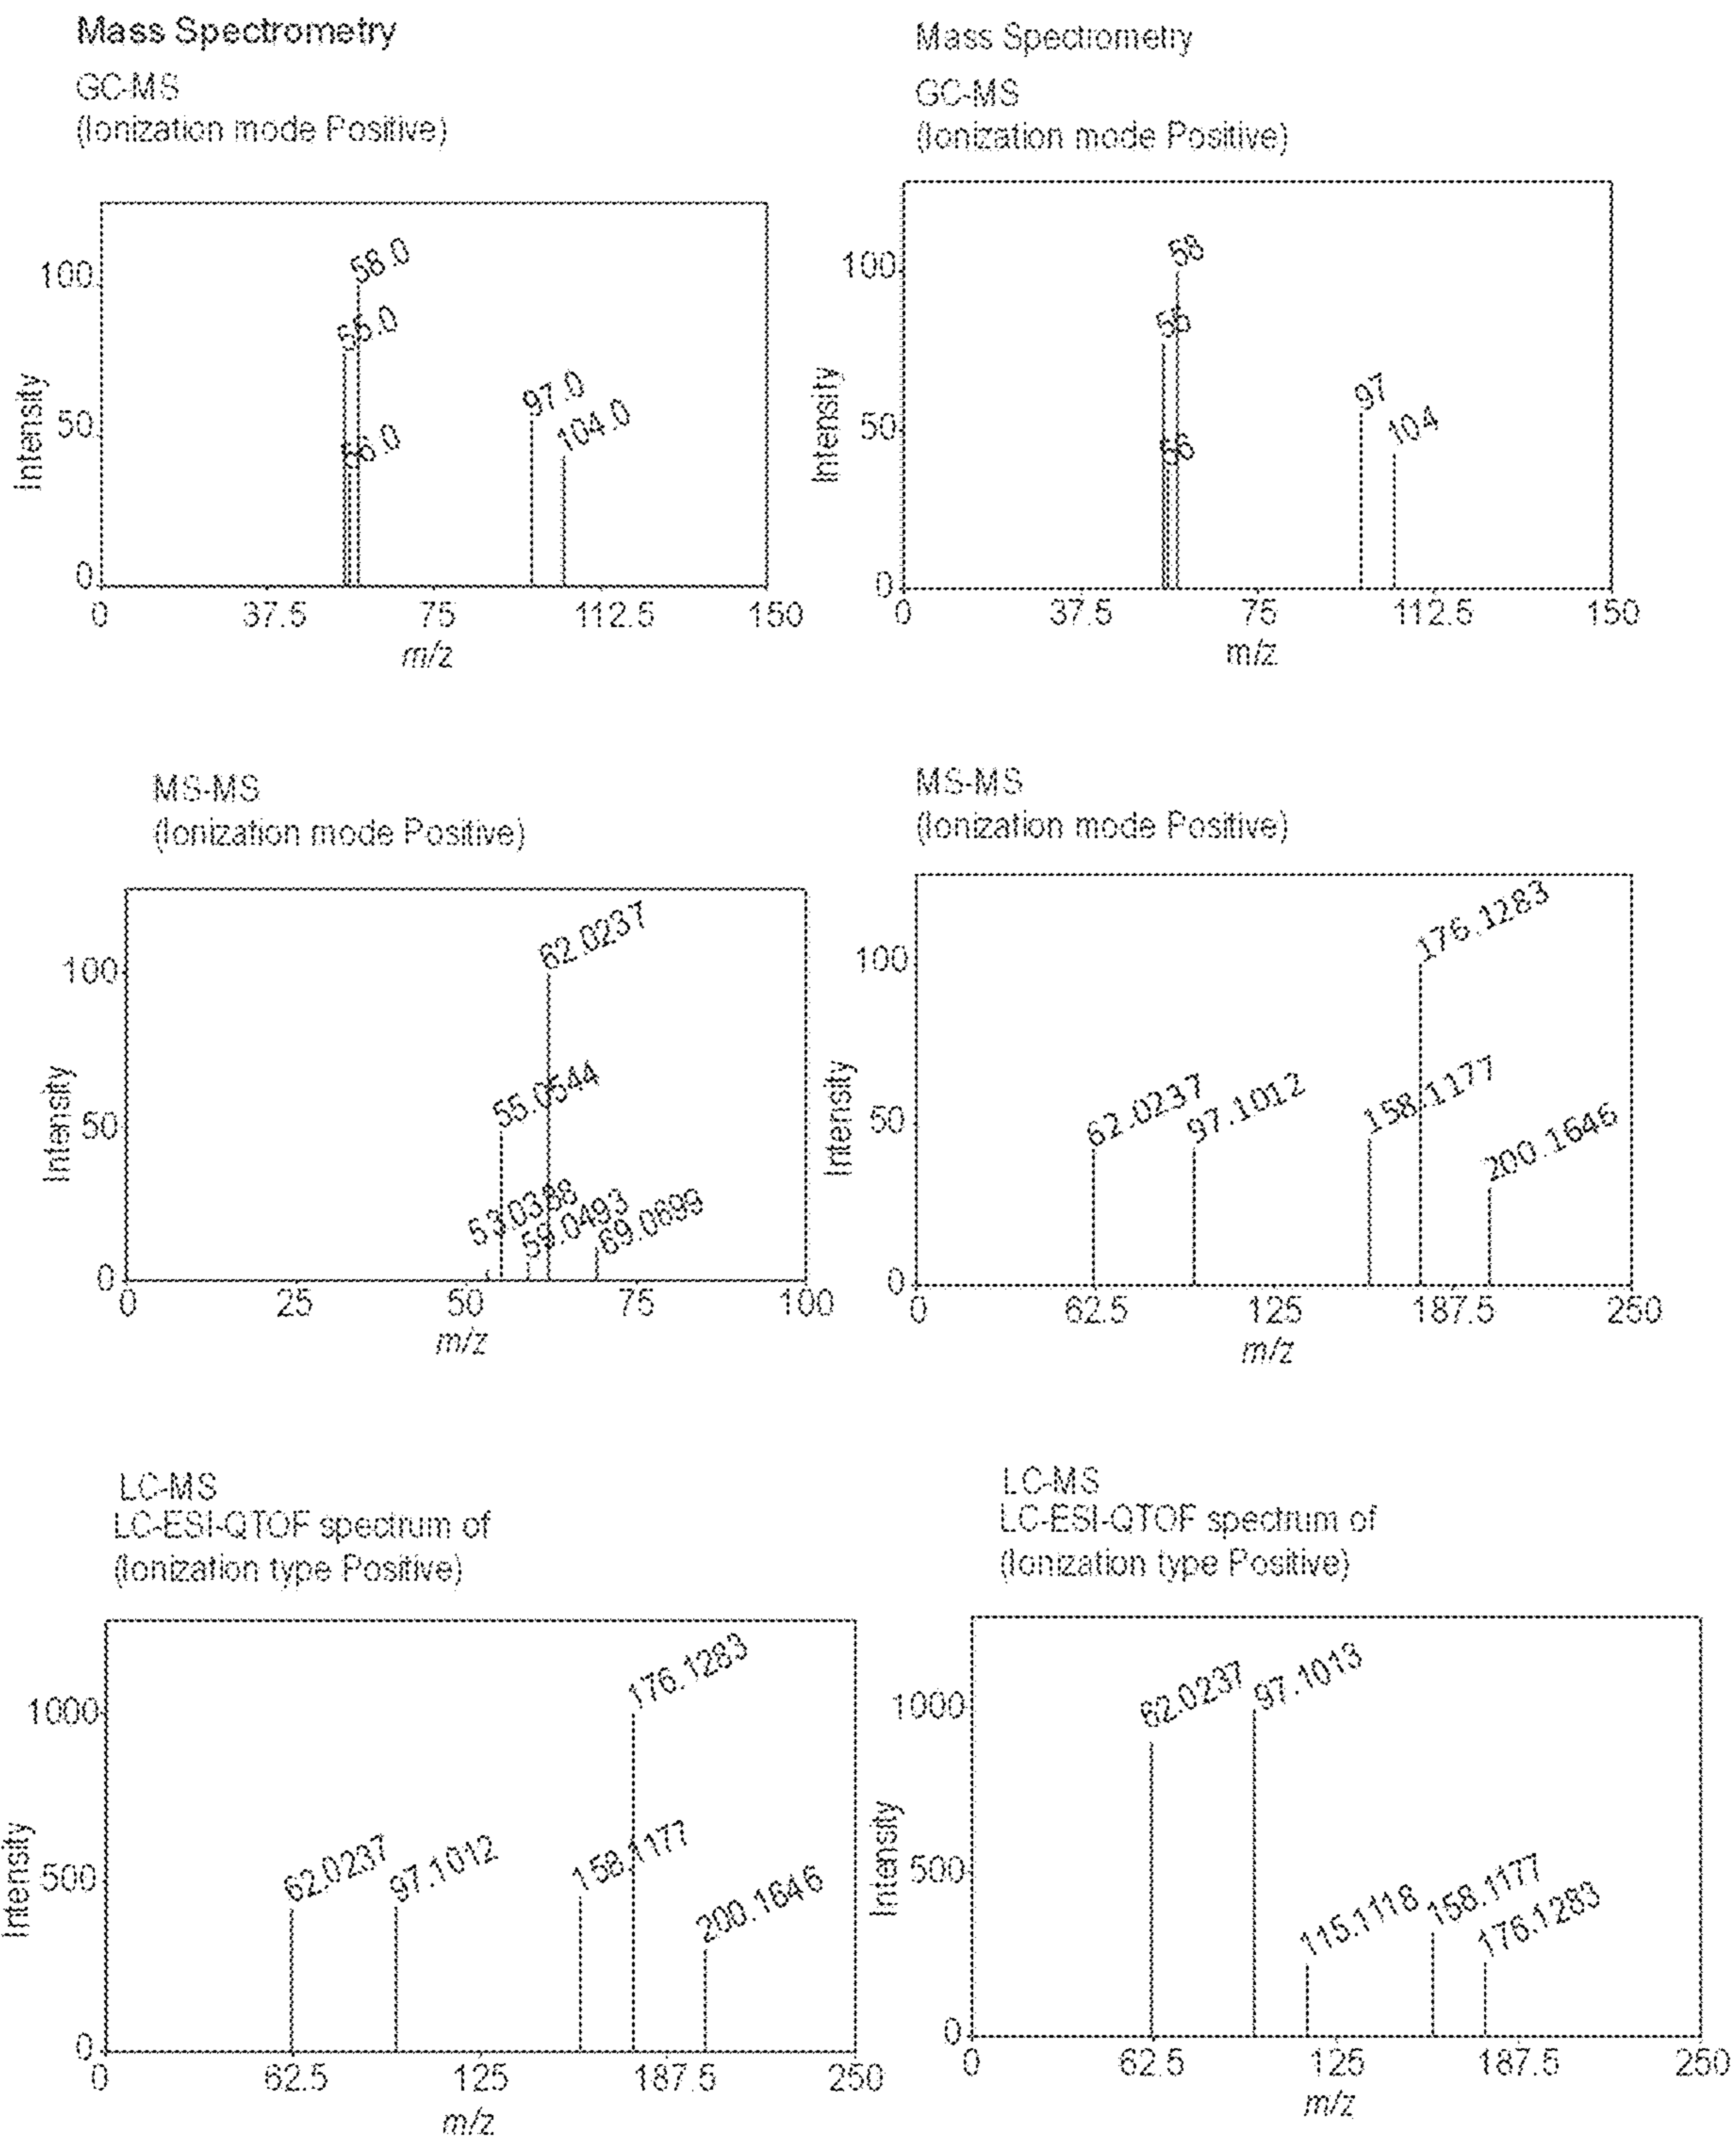 Mass Spectrometry
GC-MS
(Ionization mode Positive)
100
50
0
Intensity
58.0
55.0
56.0
97.0
104.0
0 37.5 75 112.5 150
m/z
Mass Spectrometry
GC-MS
(Ionization mode Positive)
100
50
0
Intensity
58
55
56
97
104
0 37.5 75 112.5 150
m/z
MS-MS
(Ionization mode Positive)
100
50
0
Intensity
62.0237
55.0544
53.0388
59.0493
69.0699
0 25 50 75 100
m/z
MS-MS
(Ionization mode Positive)
100
50
0
Intensity
62.0237
97.1012
158.1177
176.1283
200.1646
0 62.5 125 187.5 250
m/z
LC-MS
LC-ESI-QTOF spectrum of
(Ionization type Positive)
1000
500
0
Intensity
62.0237
97.1012
158.1177
176.1283
200.1646
0 62.5 125 187.5 250
m/z
LC-MS
LC-ESI-QTOF spectrum of
(Ionization type Positive)
1000
500
0
Intensity
62.0237
97.1013
115.1118
158.1177
176.1283
0 62.5 125 187.5 250
m/z